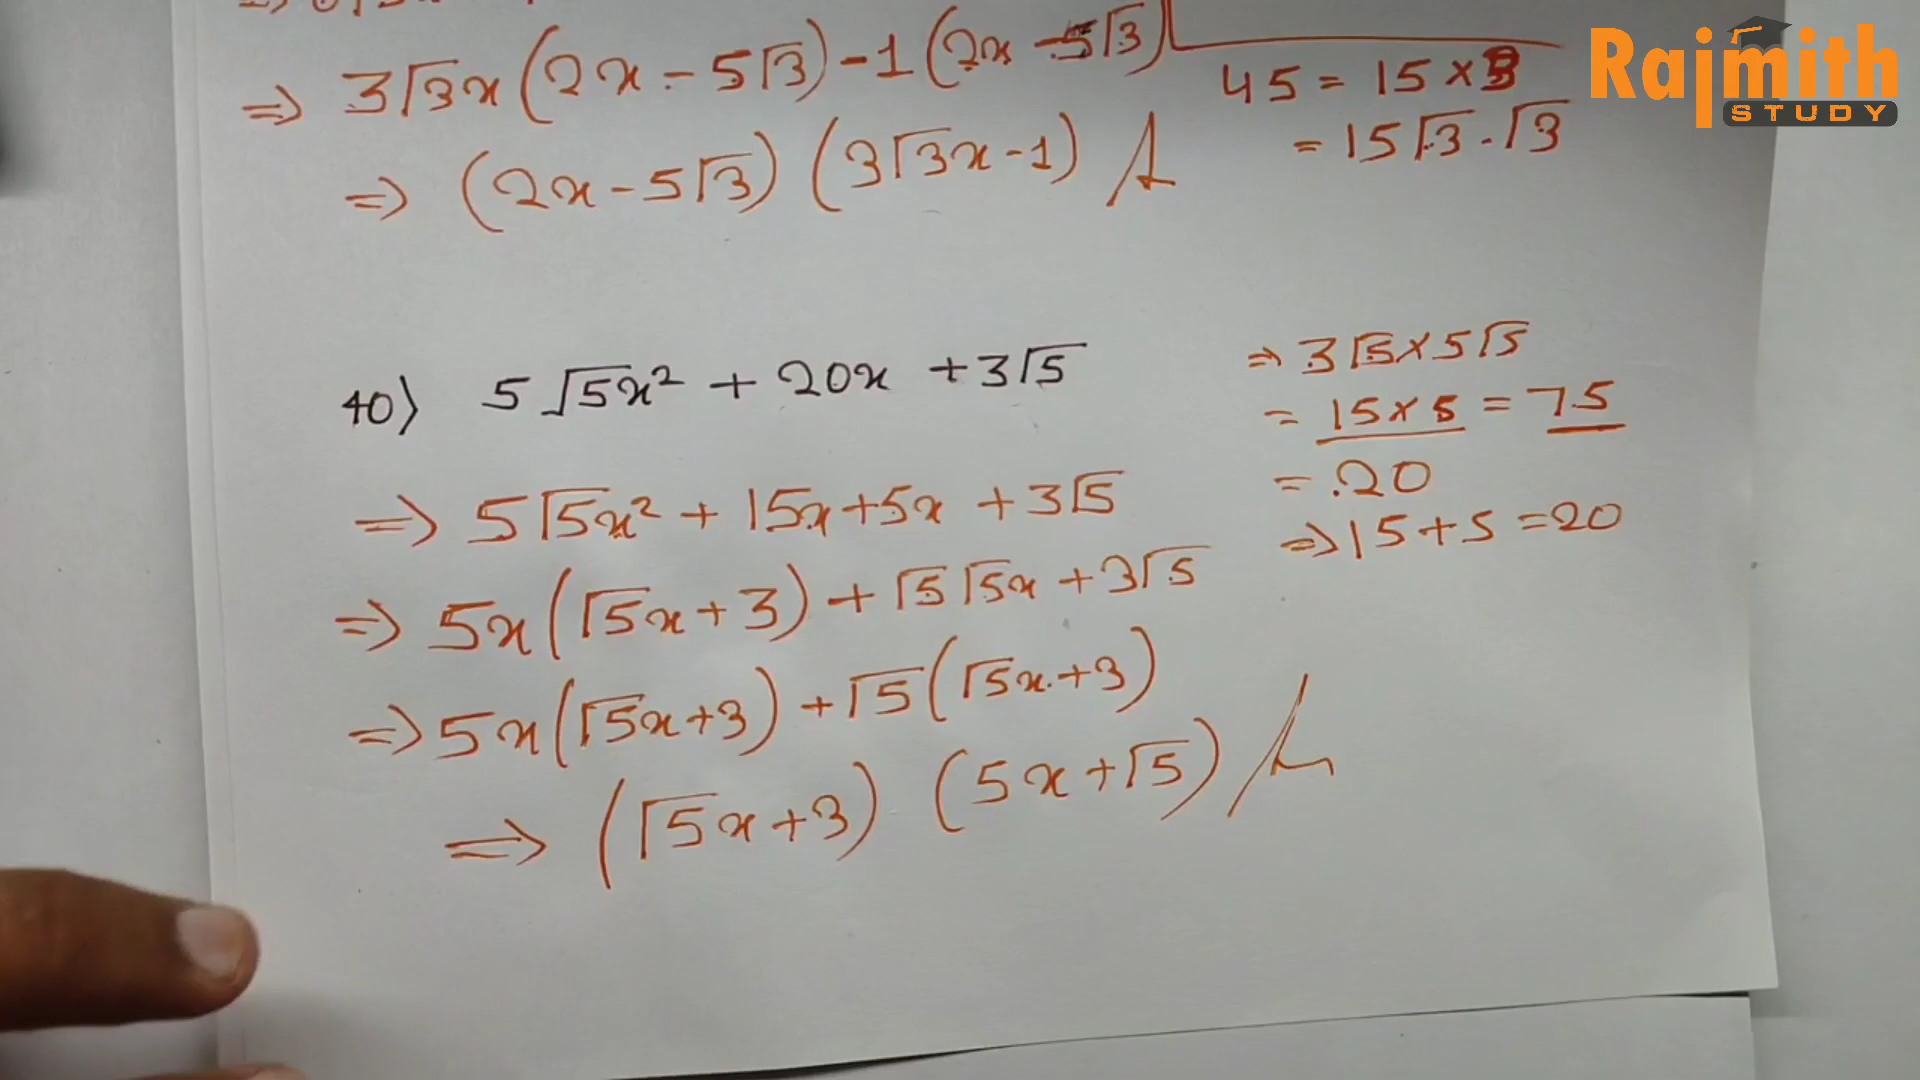 ⇒ 3√3x (2x - 5√3) - 1 (2x - 5√3)
⇒ (2x - 5√3) (3√3x - 1)
45 = 15 × 3
= 15√3 . √3
Rajmith
STUDY
40) 5√5x² + 20x + 3√5
⇒ 5√5x² + 15x + 5x + 3√5
⇒ 5x (√5x + 3) + √5 √5x + 3√5
⇒ 5x (√5x + 3) + √5 (√5x + 3)
⇒ (√5x + 3) (5x + √5)
⇒ 3√5 × 5√5
= 15 × 5 = 75
= 20
⇒ 15 + 5 = 20